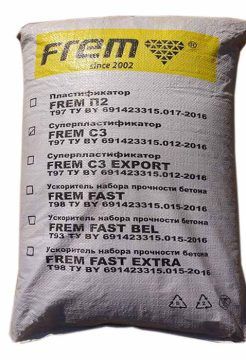 Frem ®
since 2002
Пластификатор
FREM П2
Т97 ТУ BY 691423315.017-2016
Суперпластификатор
FREM C3
Т97 ТУ BY 691423315.012-2016
Суперпластификатор
FREM C3 EXPORT
Т97 ТУ BY 691423315.012-2016
Ускоритель набора прочности бетона
FREM FAST
Т98 ТУ BY 691423315.015-2016
Ускоритель набора прочности бетона
FREM FAST BEL
Т93 ТУ BY 691423315.015-2016
Ускоритель набора прочности бетона
FREM FAST EXTRA
Т98 ТУ BY 691423315.015-2016